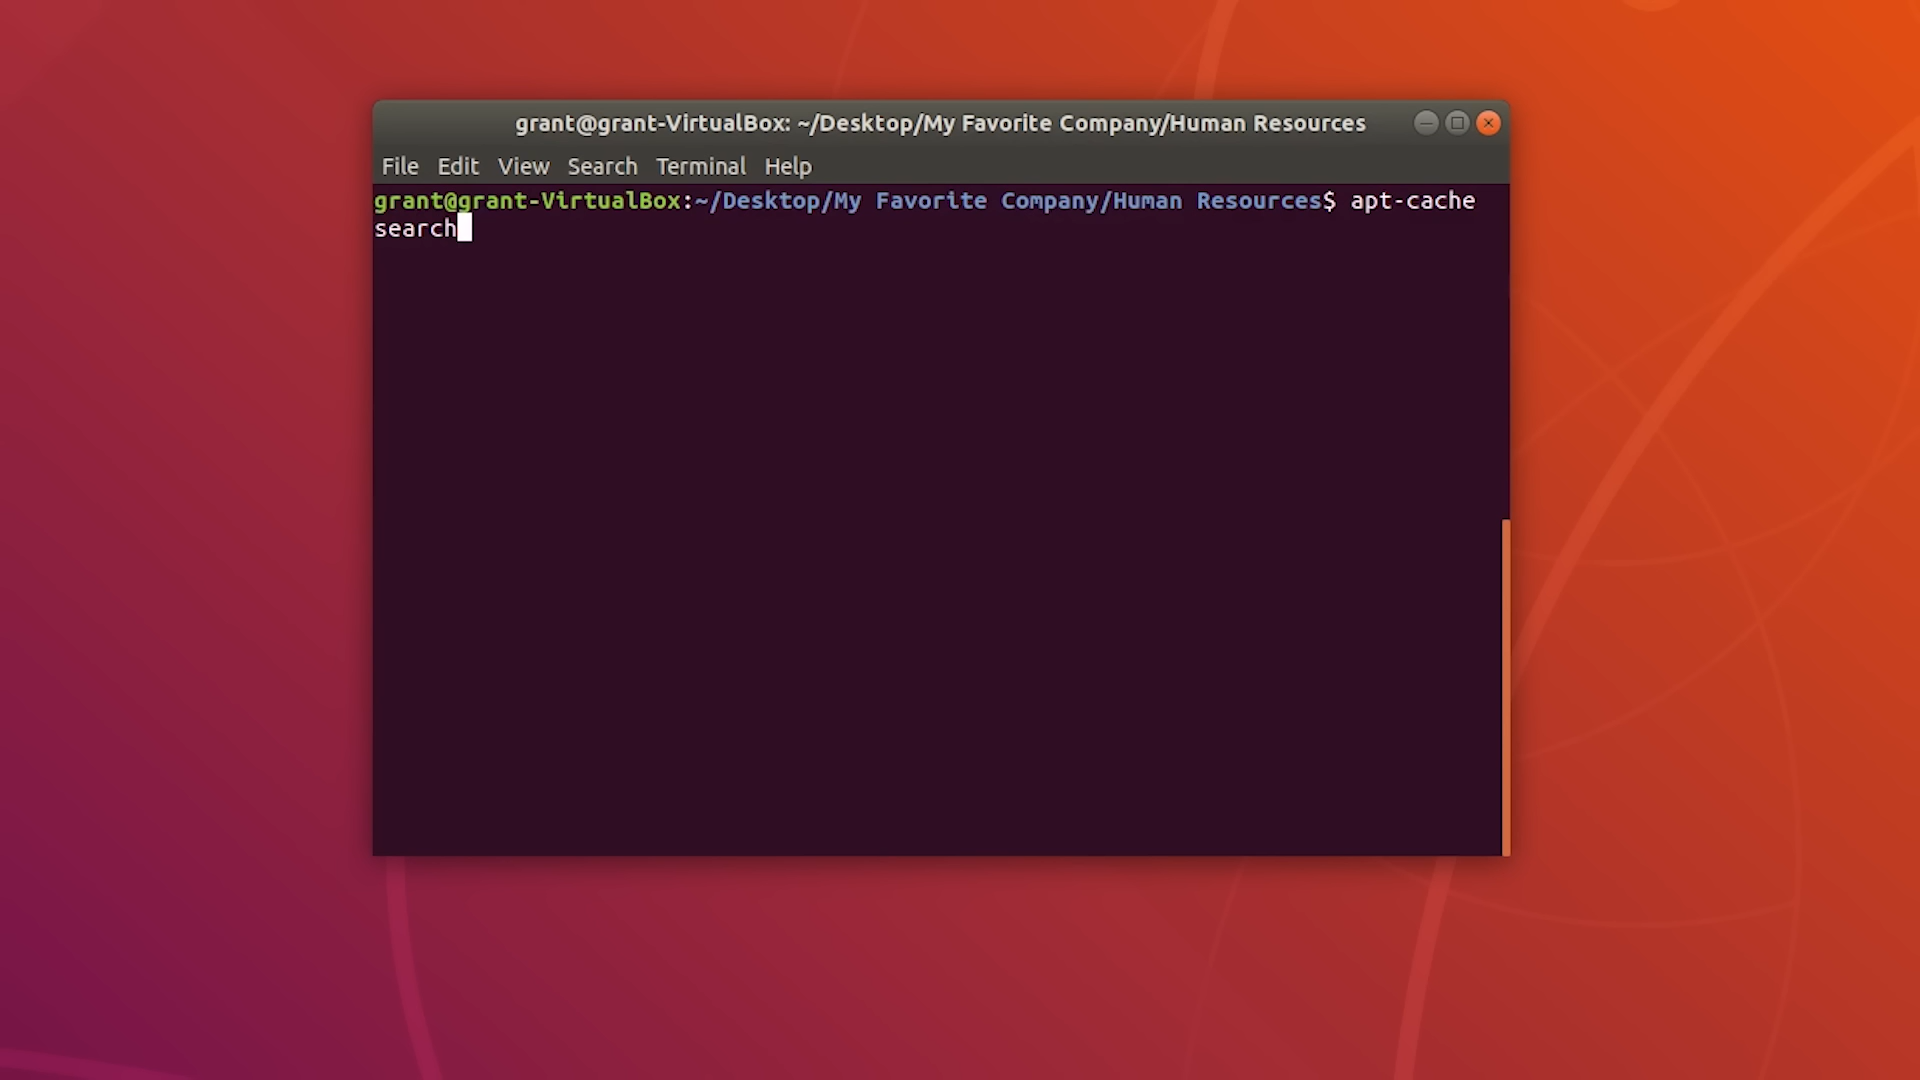 grant@grant-VirtualBox: ~/Desktop/My Favorite Company/Human Resources
File Edit View Search Terminal Help
grant@grant-VirtualBox:~/Desktop/My Favorite Company/Human Resources$ apt-cache
search